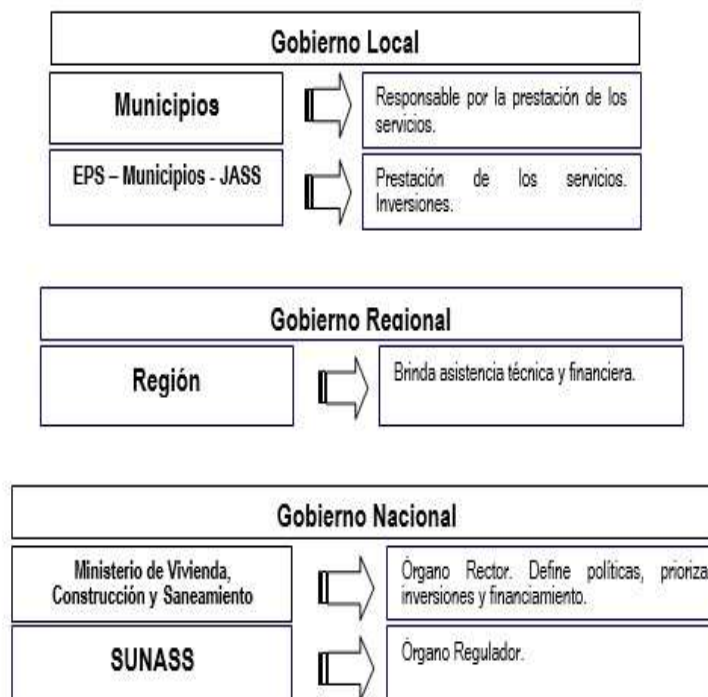 Gobierno Local
Municipios
Responsable por la prestación de los
servicios.
EPS – Municipios - JASS
Prestación de los servicios.
Inversiones.
Gobierno Regional
Región
Brinda asistencia técnica y financiera.
Gobierno Nacional
Ministerio de Vivienda,
Construcción y Saneamiento
Órgano Rector. Define políticas, prioriza
inversiones y financiamiento.
SUNASS
Órgano Regulador.